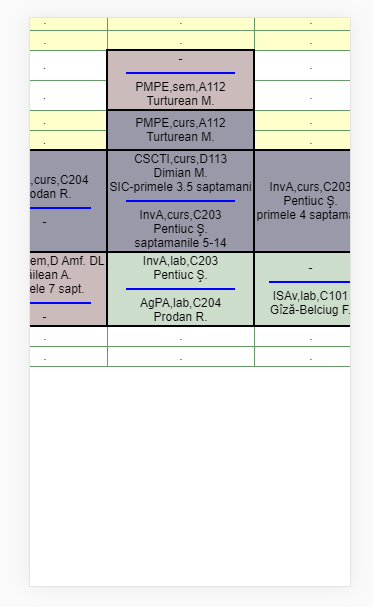 -
PMPE,sem,A112
Turturean M.
PMPE,curs,A112
Turturean M.
,curs,C204
odan R.
-
CSCTI,curs,D113
Dimian M.
SIC-primele 3.5 saptamani
InvA,curs,C203
Pentiuc Ş.
saptamanile 5-14
InvA,curs,C203
Pentiuc Ş.
primele 4 saptama
em,D Amf. DL
ăilean A.
ele 7 sapt.
-
InvA,lab,C203
Pentiuc Ş.
AgPA,lab,C204
Prodan R.
-
ISAv,lab,C101
Gîză-Belciug F.